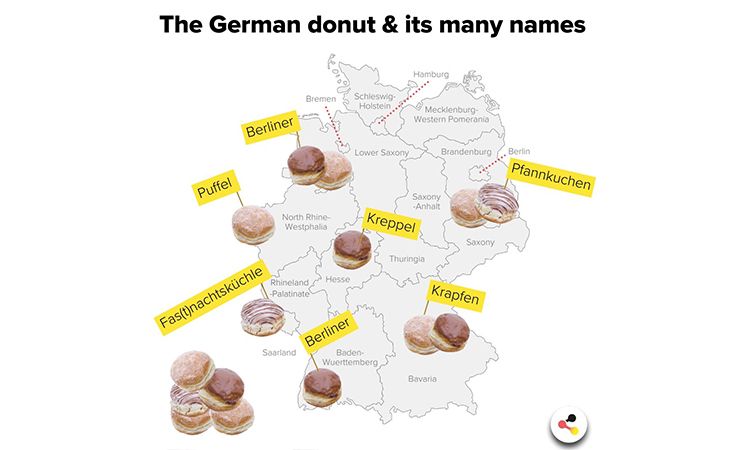 The German donut & its many names
Hamburg
Bremen
Schleswig-
Holstein
Mecklenburg-
Western Pomerania
Berliner
Lower Saxony
Brandenburg
Berlin
Pfannkuchen
Puffel
Saxony
-Anhalt
North Rhine-
Westphalia
Kreppel
Saxony
Thuringia
Hesse
Fas(t)nachtsküchle
Rhineland
-Palatinate
Krapfen
Saarland
Berliner
Baden-
Wuerttemberg
Bavaria